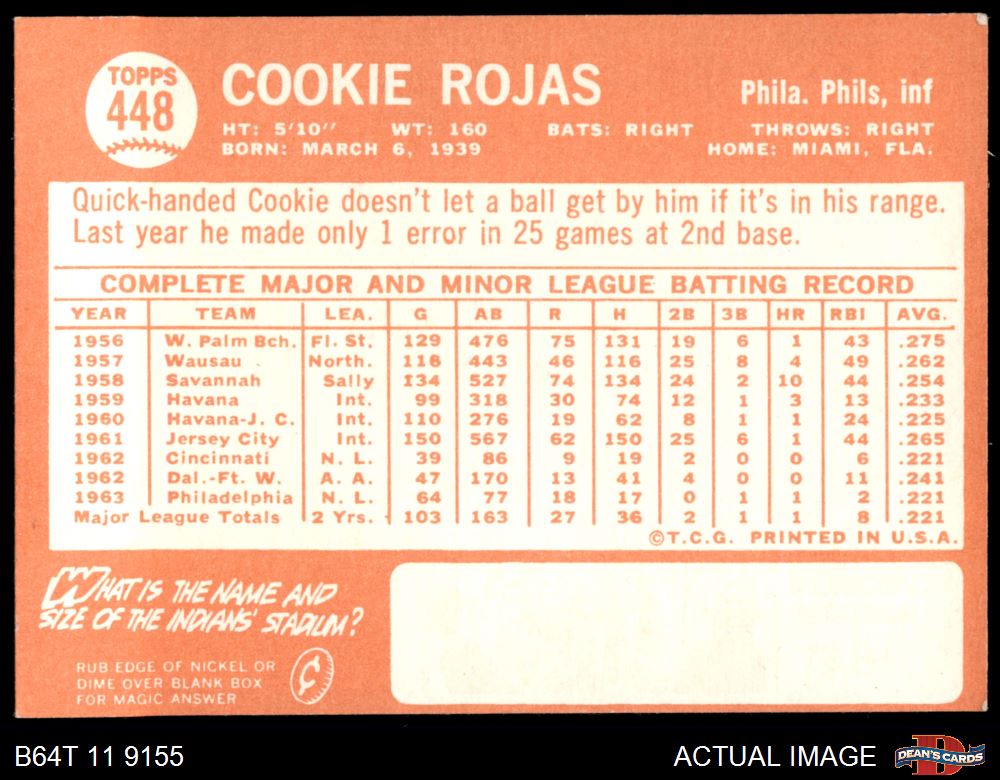 TOPPS
448
COOKIE ROJAS
Phila. Phils, inf
HT: 5'10" WT: 160 BATS: RIGHT THROWS: RIGHT
BORN: MARCH 6, 1939 HOME: MIAMI, FLA.
Quick-handed Cookie doesn't let a ball get by him if it's in his range.
Last year he made only 1 error in 25 games at 2nd base.
COMPLETE MAJOR AND MINOR LEAGUE BATTING RECORD
YEAR TEAM LEA. G AB R H 2B 3B HR RBI AVG.
1956 W. Palm Bch. Fl. St. 129 476 75 131 19 6 1 43 .275
1957 Wausau North. 118 443 46 116 25 8 4 49 .262
1958 Savannah Sally 134 527 74 134 24 2 10 44 .254
1959 Havana Int. 99 318 30 74 12 1 3 13 .233
1960 Havana-J. C. Int. 110 276 19 62 8 1 1 24 .225
1961 Jersey City Int. 150 567 62 150 25 6 1 44 .265
1962 Cincinnati N. L. 39 86 9 19 2 0 0 6 .221
1962 Dal.-Ft. W. A. A. 47 170 13 41 4 0 0 11 .241
1963 Philadelphia N. L. 64 77 18 17 0 1 1 2 .221
Major League Totals 2 Yrs. 103 163 27 36 2 1 1 8 .221
©T.C.G. PRINTED IN U.S.A.
WHAT IS THE NAME AND
SIZE OF THE INDIANS' STADIUM?
RUB EDGE OF NICKEL OR
DIME OVER BLANK BOX
FOR MAGIC ANSWER
B64T 11 9155
ACTUAL IMAGE
DEAN'S CARDS